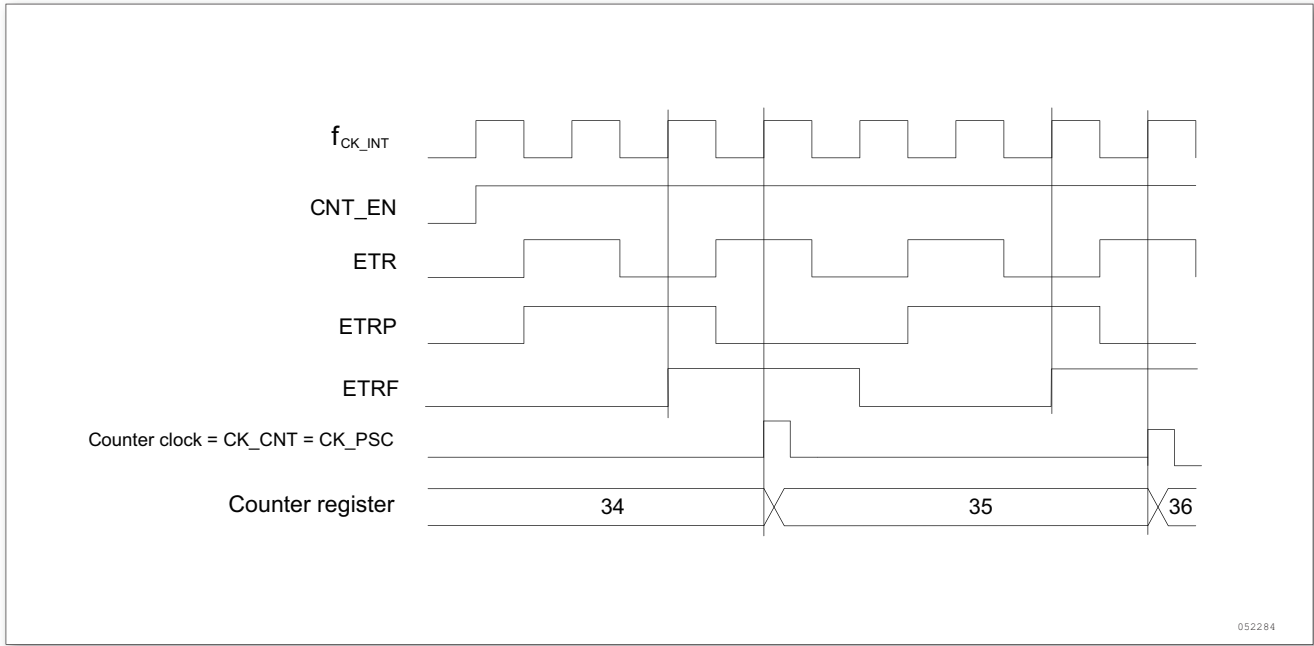 fCK_INT
CNT_EN
ETR
ETRP
ETRF
Counter clock = CK_CNT = CK_PSC
Counter register
34
35
36
052284